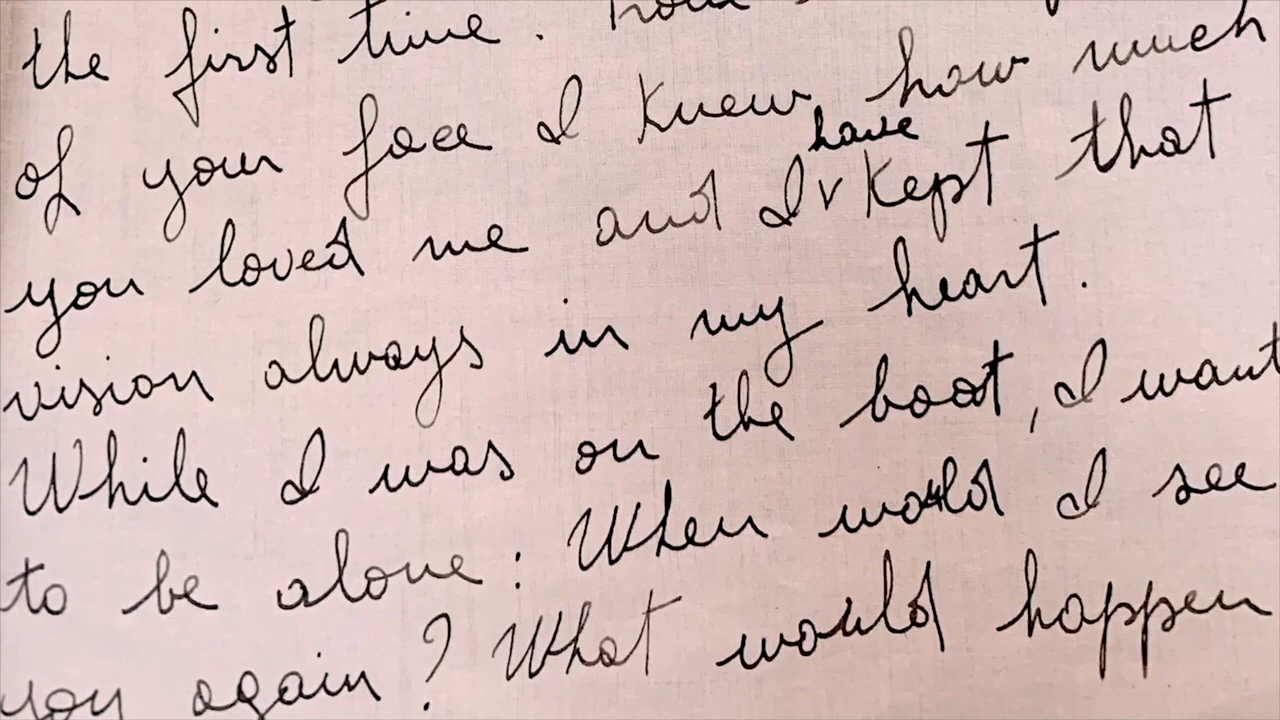 the first time.
of your face I knew how much
you loved me and I have kept that
vision always in my heart.
While I was on the boat, I want
to be alone: When would I see
you again? What would happen